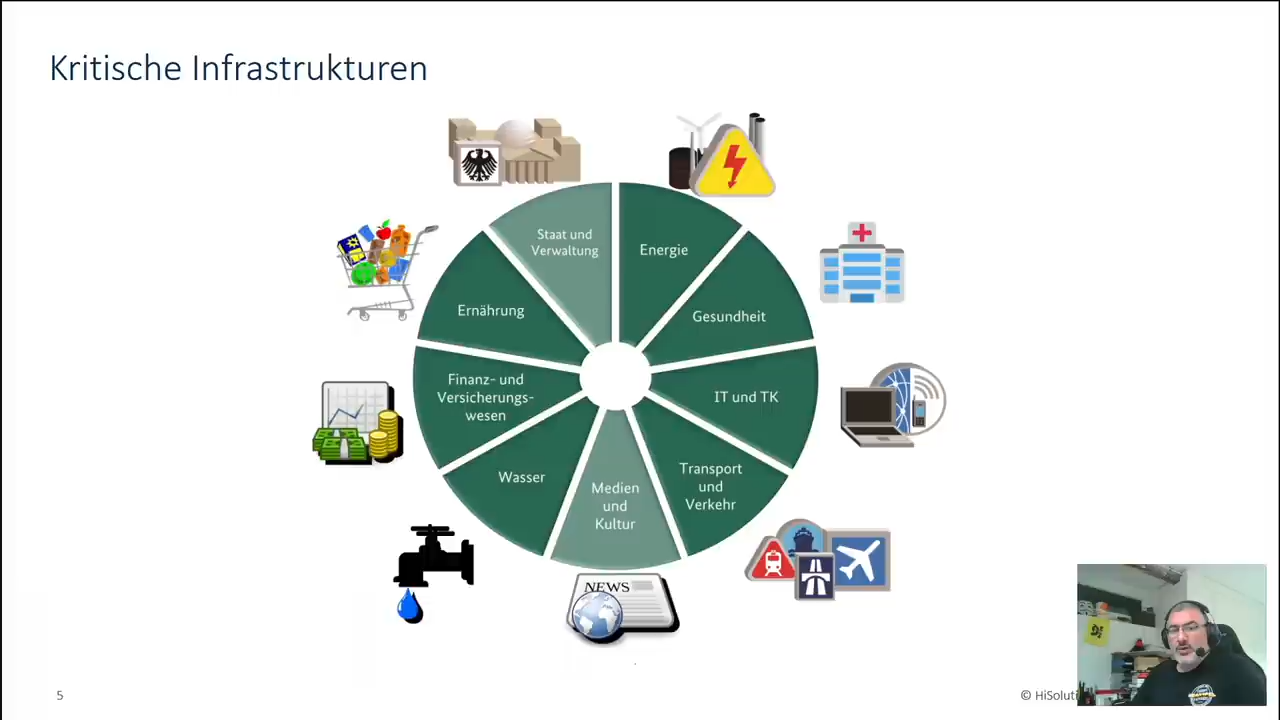 Kritische Infrastrukturen
Staat und
Verwaltung
Energie
Ernährung
Gesundheit
Finanz- und
Versicherungs-
wesen
IT und TK
Wasser
Transport
und
Verkehr
Medien
und
Kultur
NEWS
5
© HiSoluti